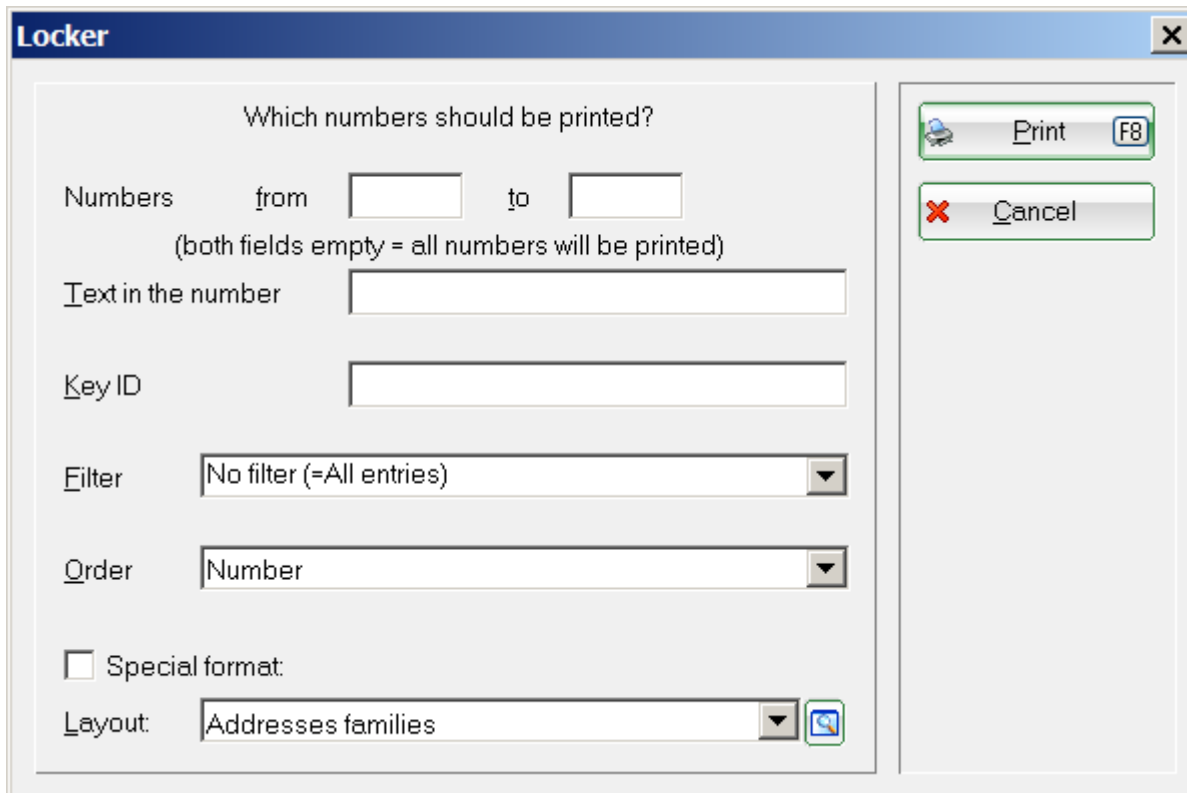 Locker
Which numbers should be printed?
Print F8
Numbers from to
Cancel
(both fields empty = all numbers will be printed)
Text in the number
Key ID
Filter No filter (=All entries)
Order Number
Special format:
Layout: Addresses families